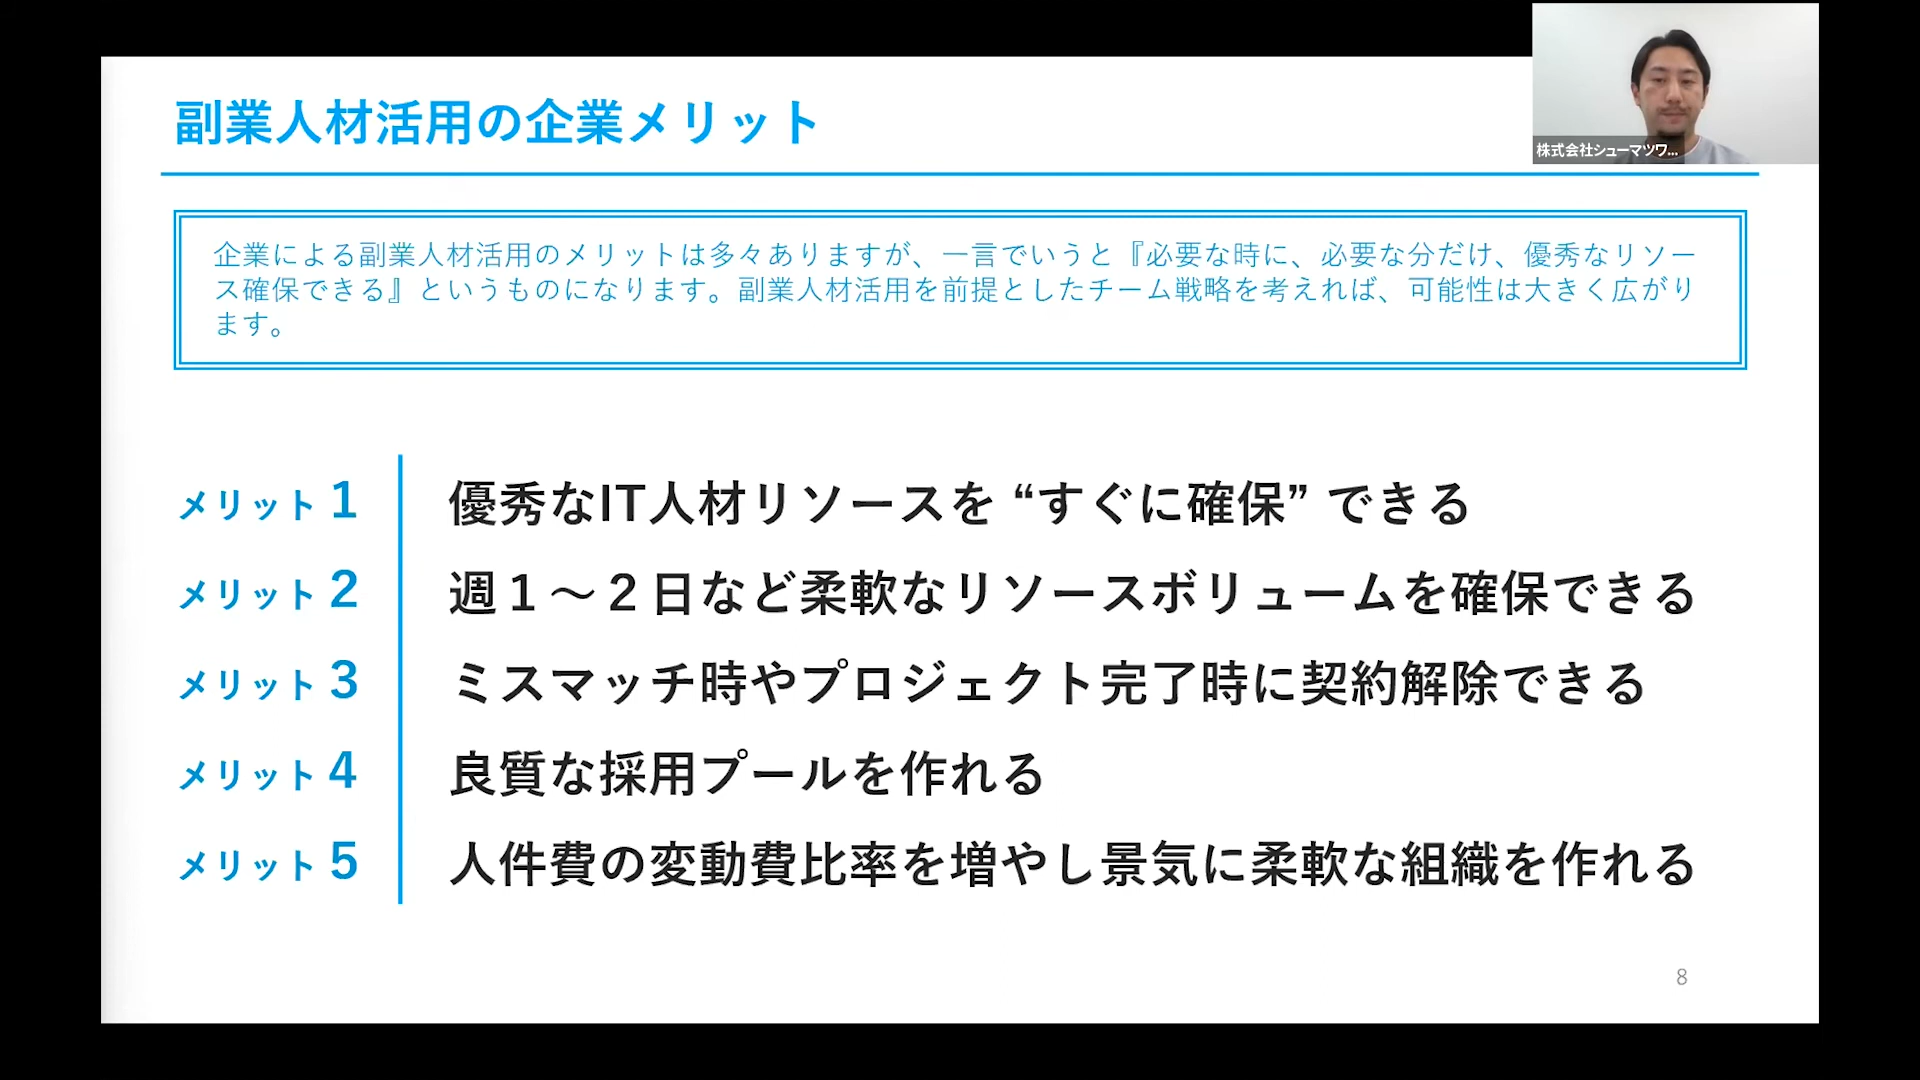 副業人材活用の企業メリット
株式会社シューマツワ...
企業による副業人材活用のメリットは多々ありますが、一言でいうと『必要な時に、必要な分だけ、優秀なリソー
ス確保できる』というものになります。副業人材活用を前提としたチーム戦略を考えれば、可能性は大きく広がり
ます。
メリット 1 優秀なIT人材リソースを “すぐに確保” できる
メリット 2 週１～２日など柔軟なリソースボリュームを確保できる
メリット 3 ミスマッチ時やプロジェクト完了時に契約解除できる
メリット 4 良質な採用プールを作れる
メリット 5 人件費の変動費比率を増やし景気に柔軟な組織を作れる
8